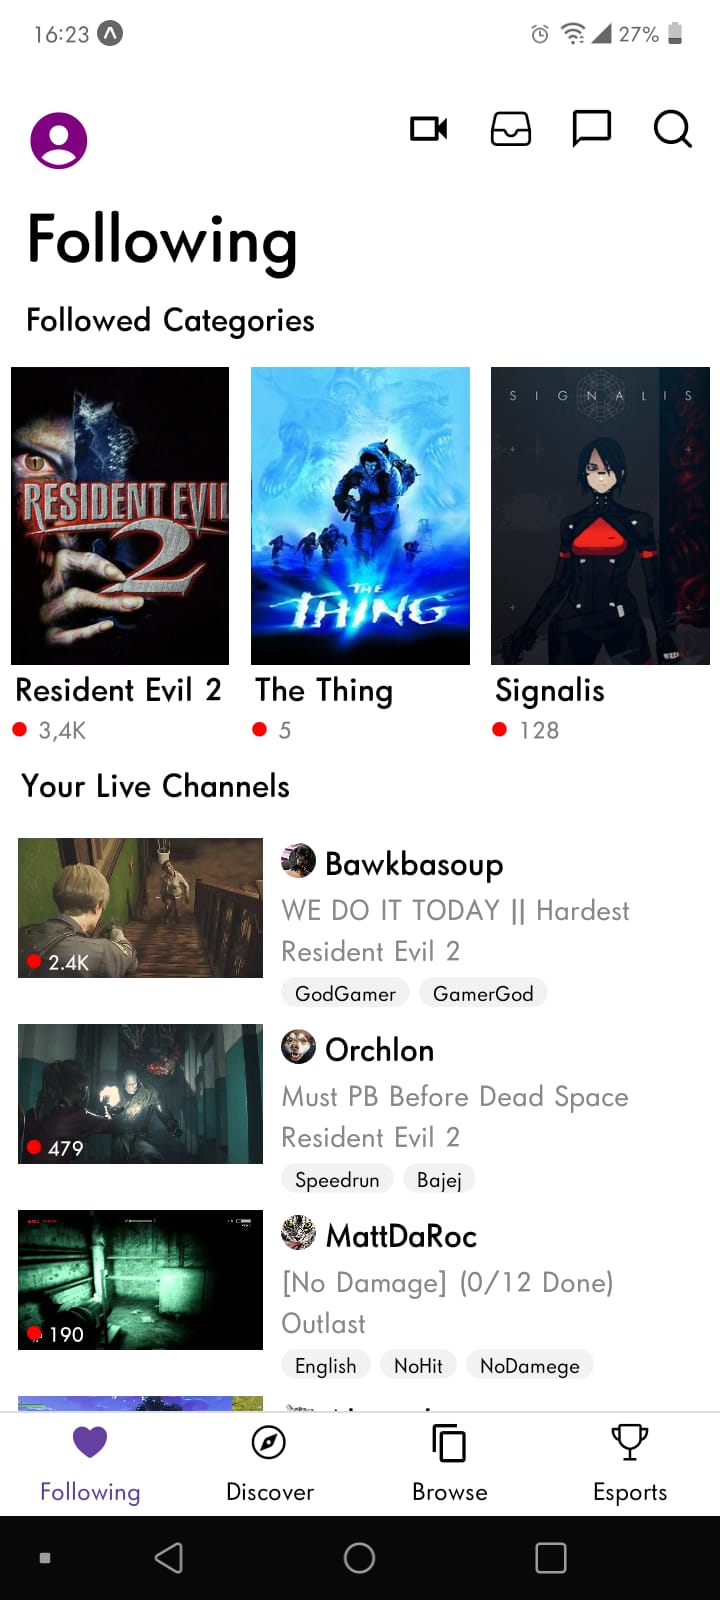 16:23
27%
Following
Followed Categories
RESIDENT EVIL
2
THE
THING
SIGNALIS
Resident Evil 2
The Thing
Signalis
3,4K
5
128
Your Live Channels
Bawkbasoup
WE DO IT TODAY || Hardest
Resident Evil 2
2.4K
GodGamer
GamerGod
Orchlon
Must PB Before Dead Space
Resident Evil 2
479
Speedrun
Bajej
MattDaRoc
[No Damage] (0/12 Done)
Outlast
190
English
NoHit
NoDamege
Following
Discover
Browse
Esports